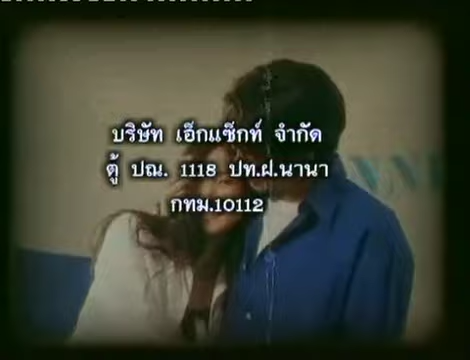 บริษัท เอ็กแซ็กท์ จำกัด
ตู้ ปณ. 1118 ปท.ฝ.นานา
กทม.10112